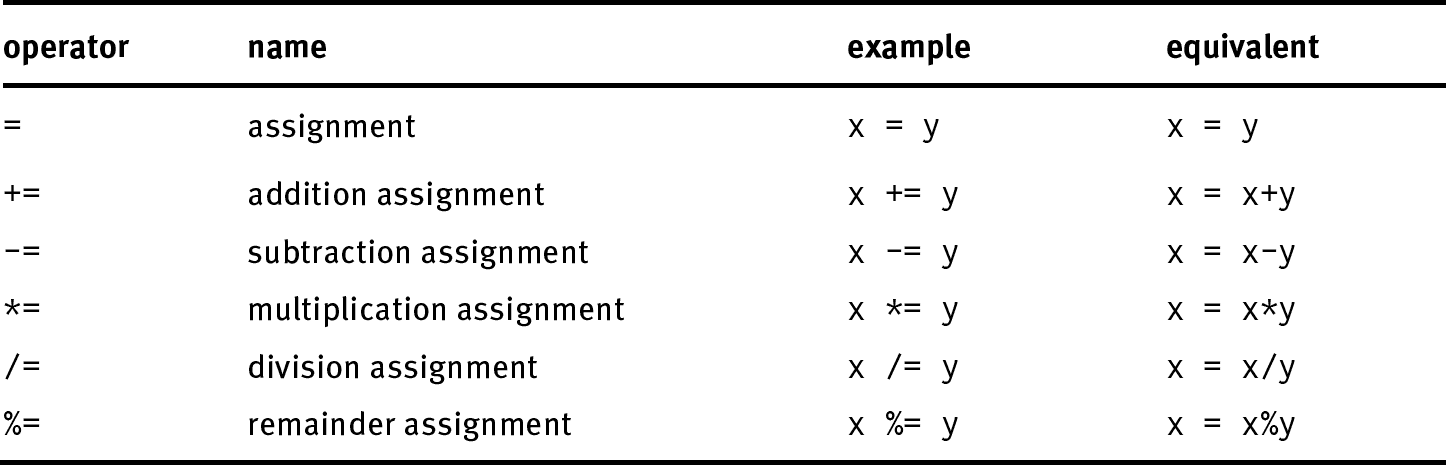 operator name example equivalent
= assignment x = y x = y
+= addition assignment x += y x = x+y
-= subtraction assignment x -= y x = x-y
*= multiplication assignment x *= y x = x*y
/= division assignment x /= y x = x/y
%= remainder assignment x %= y x = x%y